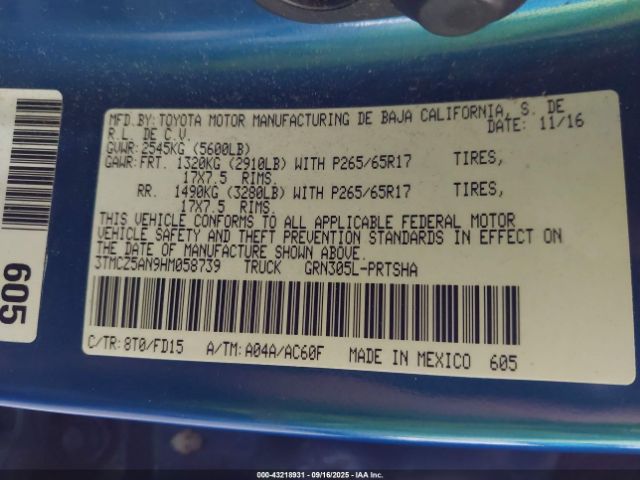 MFD.BY:TOYOTA MOTOR MANUFACTURING DE BAJA CALIFORNIA, S. DE
R.L. DE C.V. DATE: 11/16
GVWR:2545KG (5600LB)
GAWR:FRT. 1320KG (2910LB) WITH P265/65R17 TIRES,
17X7.5 RIMS.
RR. 1490KG (3280LB) WITH P265/65R17 TIRES,
17X7.5 RIMS.
THIS VEHICLE CONFORMS TO ALL APPLICABLE FEDERAL MOTOR
VEHICLE SAFETY AND THEFT PREVENTION STANDARDS IN EFFECT ON
THE DATE OF MANUFACTURE SHOWN ABOVE.
3TMCZ5AN9HM058739 TRUCK GRN305L-PRTSHA
C/TR:8T0/FD15 A/TM:A04A/AC60F MADE IN MEXICO 605
605
000-43218931 - 09/16/2025 - IAA Inc.